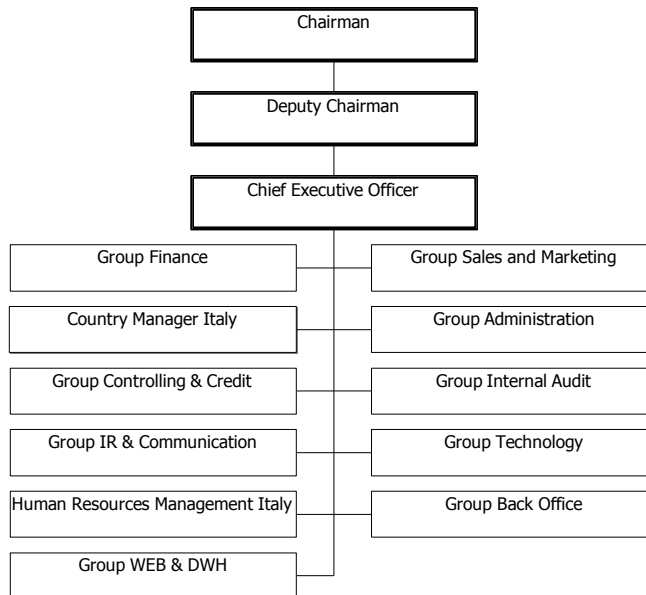 Chairman
Deputy Chairman
Chief Executive Officer
Group Finance
Group Sales and Marketing
Country Manager Italy
Group Administration
Group Controlling & Credit
Group Internal Audit
Group IR & Communication
Group Technology
Human Resources Management Italy
Group Back Office
Group WEB & DWH